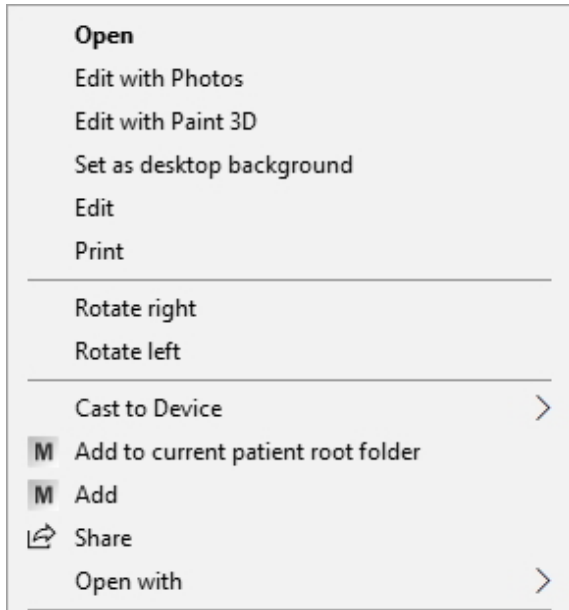 Open
Edit with Photos
Edit with Paint 3D
Set as desktop background
Edit
Print
Rotate right
Rotate left
Cast to Device
M Add to current patient root folder
M Add
Share
Open with